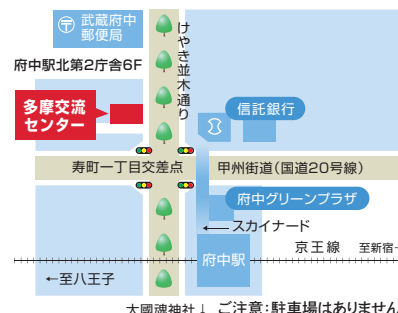 武蔵府中
郵便局
けやき並木通り
府中駅北第2庁舎6F
多摩交流
センター
信託銀行
寿町一丁目交差点
甲州街道(国道20号線)
府中グリーンプラザ
←スカイナード
府中駅
京王線
至新宿→
←至八王子
大國魂神社↓
ご注意:駐車場はありません